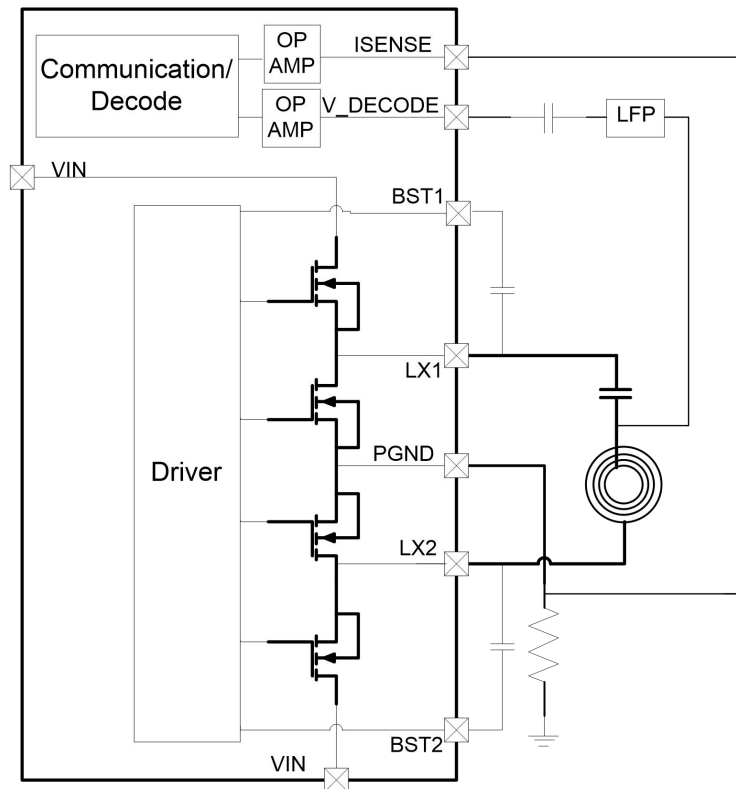 Communication/
Decode
OP
AMP
ISENSE
OP
AMP
V_DECODE
LFP
VIN
BST1
LX1
PGND
Driver
LX2
BST2
VIN